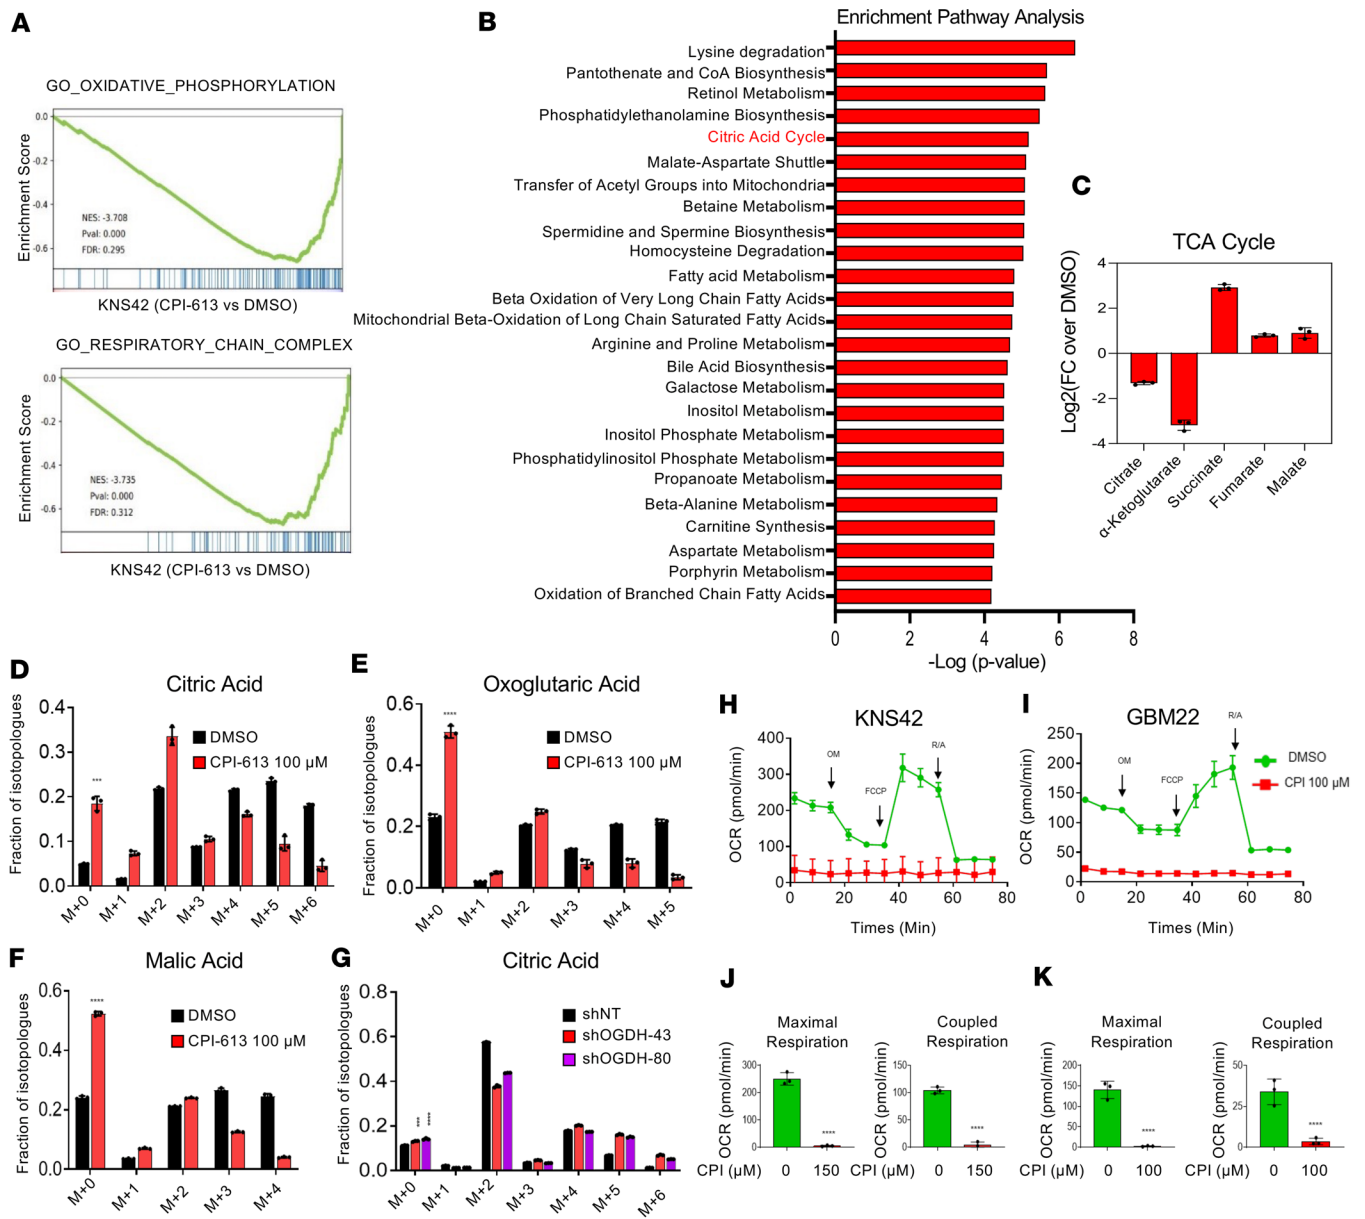 A
GO_OXIDATIVE_PHOSPHORYLATION
Enrichment Score
0.0
-0.2
-0.4
-0.6
NES: -3.708
Pval: 0.000
FDR: 0.295
KNS42 (CPI-613 vs DMSO)
GO_RESPIRATORY_CHAIN_COMPLEX
Enrichment Score
0.0
-0.2
-0.4
-0.6
NES: -3.735
Pval: 0.000
FDR: 0.312
KNS42 (CPI-613 vs DMSO)
B
Enrichment Pathway Analysis
Lysine degradation
Pantothenate and CoA Biosynthesis
Retinol Metabolism
Phosphatidylethanolamine Biosynthesis
Citric Acid Cycle
Malate-Aspartate Shuttle
Transfer of Acetyl Groups into Mitochondria
Betaine Metabolism
Spermidine and Spermine Biosynthesis
Homocysteine Degradation
Fatty acid Metabolism
Beta Oxidation of Very Long Chain Fatty Acids
Mitochondrial Beta-Oxidation of Long Chain Saturated Fatty Acids
Arginine and Proline Metabolism
Bile Acid Biosynthesis
Galactose Metabolism
Inositol Metabolism
Inositol Phosphate Metabolism
Phosphatidylinositol Phosphate Metabolism
Propanoate Metabolism
Beta-Alanine Metabolism
Carnitine Synthesis
Aspartate Metabolism
Porphyrin Metabolism
Oxidation of Branched Chain Fatty Acids
0 2 4 6 8
-Log (p-value)
C
TCA Cycle
Log2(FC over DMSO)
4
2
0
-2
-4
Citrate
α-Ketoglutarate
Succinate
Fumarate
Malate
D
Citric Acid
Fraction of isotopologues
0.4
0.3
0.2
0.1
0.0
***
DMSO
CPI-613 100 µM
M+0 M+1 M+2 M+3 M+4 M+5 M+6
E
Oxoglutaric Acid
Fraction of isotopologues
0.6
0.4
0.2
0.0
****
DMSO
CPI-613 100 µM
M+0 M+1 M+2 M+3 M+4 M+5
F
Malic Acid
Fraction of isotopologues
0.6
0.4
0.2
0.0
****
DMSO
CPI-613 100 µM
M+0 M+1 M+2 M+3 M+4
G
Citric Acid
Fraction of isotopologues
0.8
0.6
0.4
0.2
0.0
****
shNT
shOGDH-43
shOGDH-80
M+0 M+1 M+2 M+3 M+4 M+5 M+6
H
KNS42
OCR (pmol/min)
400
300
200
100
0
OM
FCCP
R/A
0 20 40 60 80
Times (Min)
I
GBM22
OCR (pmol/min)
250
200
150
100
50
0
OM
FCCP
R/A
DMSO
CPI 100 µM
0 20 40 60 80
Times (Min)
J
Maximal
Respiration
OCR (pmol/min)
300
200
100
0
****
CPI (µM) 0 150
Coupled
Respiration
OCR (pmol/min)
150
100
50
0
****
CPI (µM) 0 150
K
Maximal
Respiration
OCR (pmol/min)
200
150
100
50
0
****
CPI (µM) 0 100
Coupled
Respiration
OCR (pmol/min)
50
25
0
****
CPI (µM) 0 100